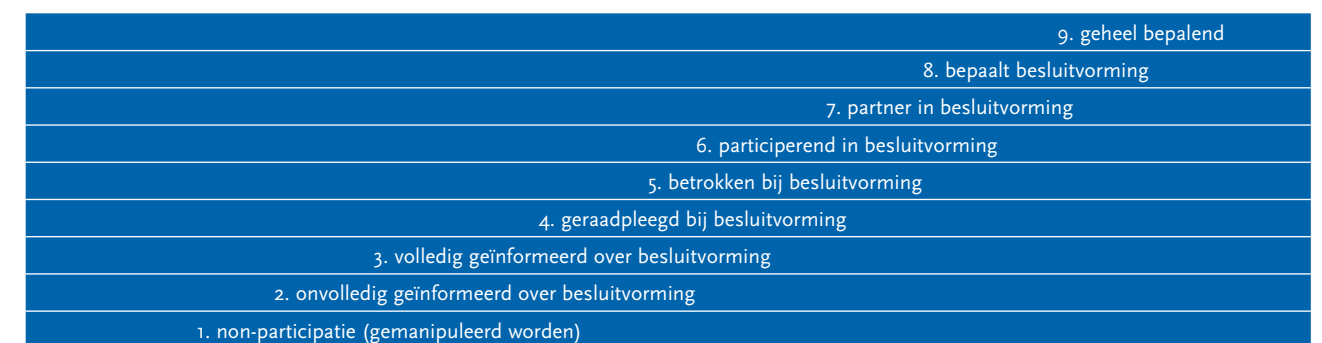 9. geheel bepalend
8. bepaalt besluitvorming
7. partner in besluitvorming
6. participerend in besluitvorming
5. betrokken bij besluitvorming
4. geraadpleegd bij besluitvorming
3. volledig geïnformeerd over besluitvorming
2. onvolledig geïnformeerd over besluitvorming
1. non-participatie (gemanipuleerd worden)